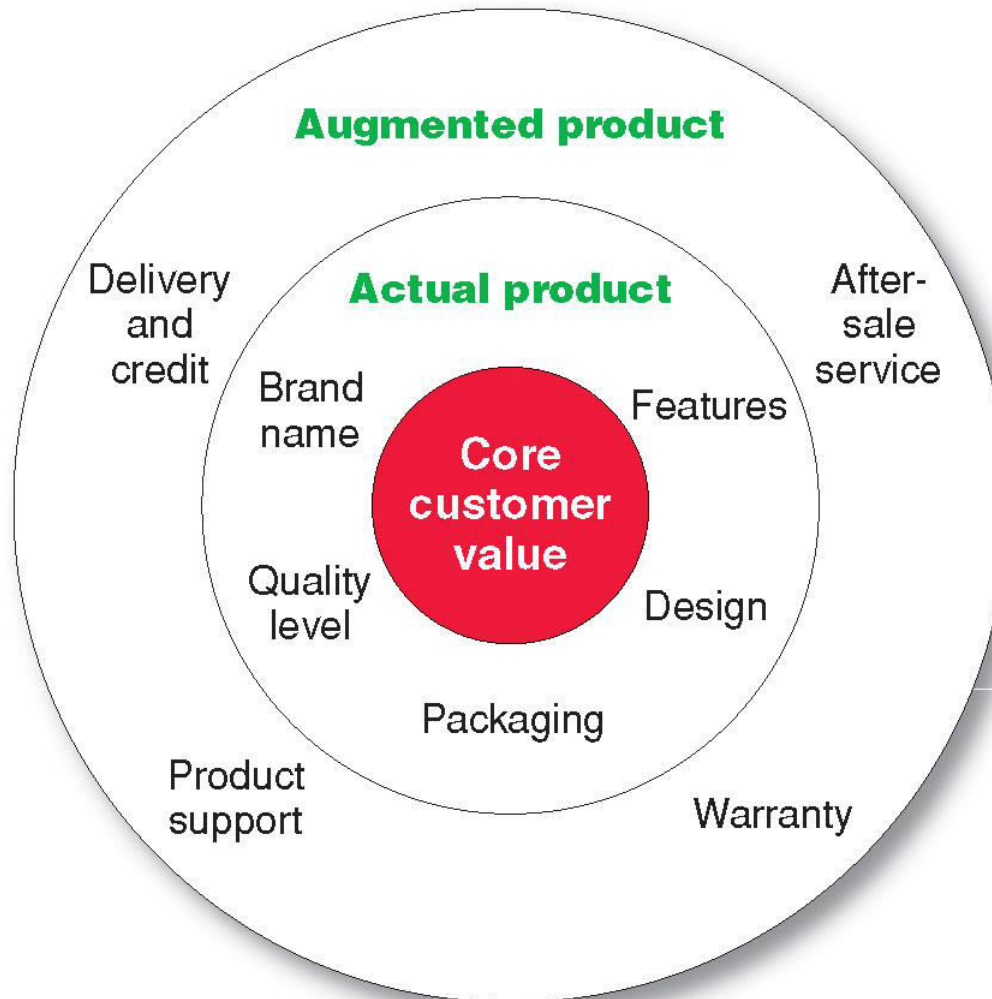 Augmented product
Delivery
and
credit
After-
sale
service
Actual product
Brand
name
Features
Core
customer
value
Quality
level
Design
Packaging
Product
support
Warranty